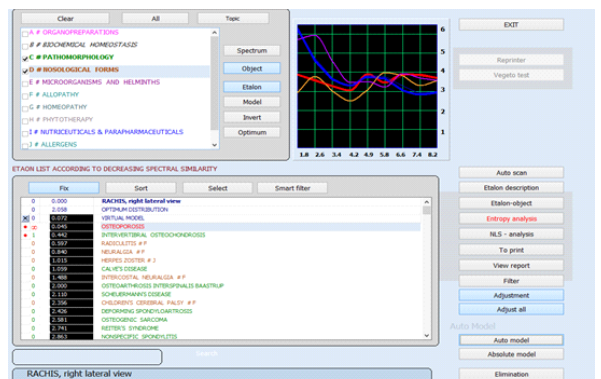 Clear All Topic
A # ORGANOPREPARATIONS
B # BIOCHEMICAL HOMEOSTASIS
C # PATHOMORPHOLOGY
D # NOSOLOGICAL FORMS
E # MICROORGANISMS AND HELMINTHS
F # ALLOPATHY
G # HOMEOPATHY
H # PHYTOTHERAPY
I # NUTRICEUTICALS & PARAPHARMACEUTICALS
J # ALLERGENS
Spectrum
Object
Etalon
Model
Invert
Optimum
6
5
4
3
2
1
1.8 2.6 3.4 4.2 4.9 5.8 6.6 7.4 8.2
EXIT
Reprinter
Vegeto test
ETAON LIST ACCORDING TO DECREASING SPECTRAL SIMILARITY
Fix Sort Select Smart filter
0 0.000 RACHIS, right lateral view
0 2.058 OPTIMUM DISTRIBUTION
0 0.072 VIRTUAL MODEL
0.045 OSTEOPOROSIS
1 0.442 INTERVERTIBRAL OSTEOCHONDROSIS
0 0.597 RADICULITIS # F
0 0.840 NEURALGIA # F
0 1.015 HERPES ZOSTER # J
0 1.059 CALVE'S DISEASE
0 1.488 INTERCOSTAL NEURALGIA # F
0 2.000 OSTEOARTHROSIS INTERSPINALIS BAASTRUP
0 2.110 SCHEUERMANN'S DISEASE
0 2.356 CHILDREN'S CEREBRAL PALSY # F
0 2.426 DEFORMING SPONDYLOARTROSIS
0 2.581 OSTEOGENIC SARCOMA
0 2.741 REITER'S SYNDROME
0 2.863 NONSPECIFIC SPONDYLITIS
Search
RACHIS, right lateral view
Auto scan
Etalon description
Etalon-object
Entropy analysis
NLS - analysis
To print
View report
Filter
Adjustment
Adjust all
Auto Model
Auto model
Absolute model
Elimination